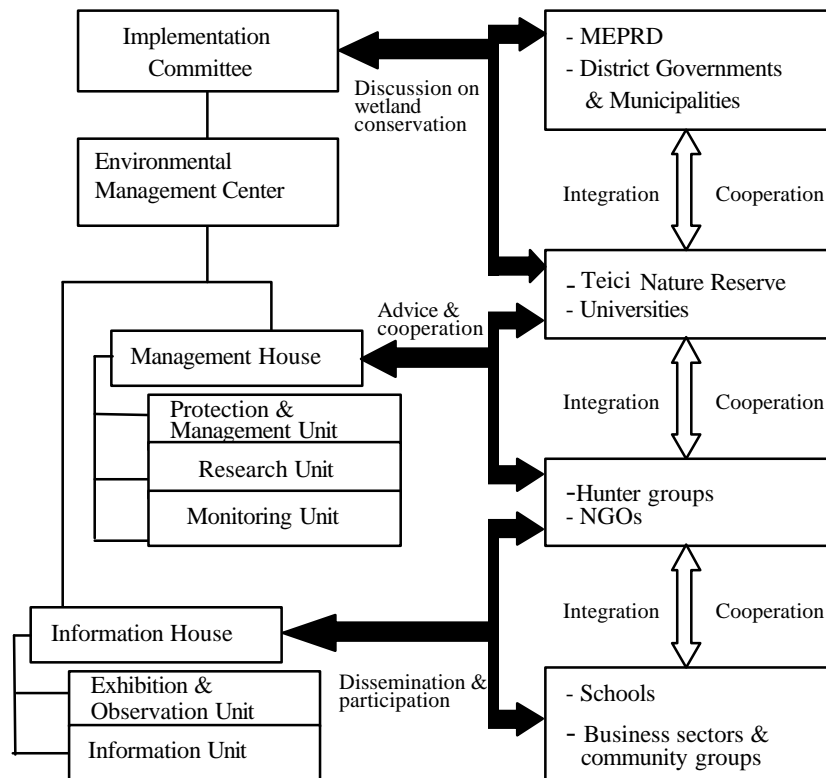 Implementation
Committee
Discussion on
wetland
conservation
- MEPRD
- District Governments
& Municipalities
Environmental
Management Center
Integration
Cooperation
- Teici Nature Reserve
- Universities
Advice &
cooperation
Management House
Protection &
Management Unit
Research Unit
Monitoring Unit
Integration
Cooperation
-Hunter groups
- NGOs
Integration
Cooperation
Information House
Dissemination &
participation
Exhibition &
Observation Unit
Information Unit
- Schools
- Business sectors &
community groups